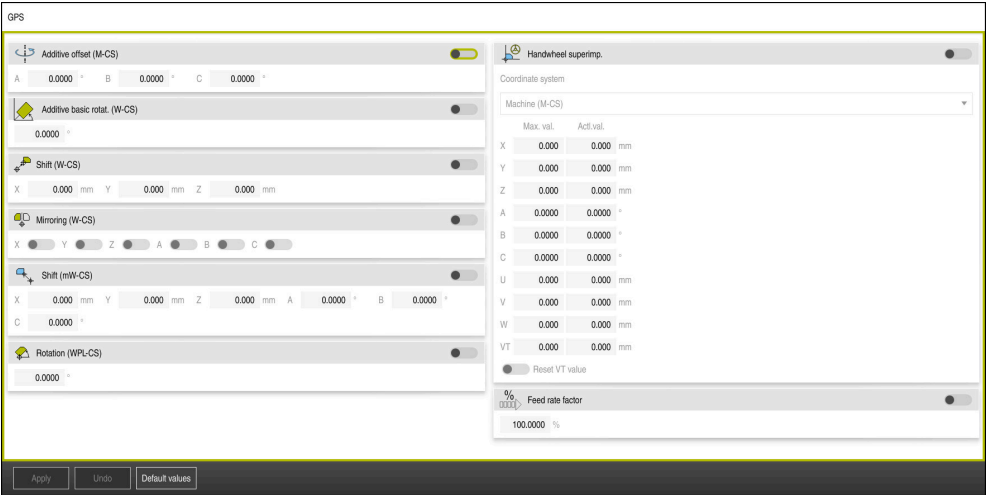 GPS
Additive offset (M-CS)
A 0.0000 ° B 0.0000 ° C 0.0000 °
Additive basic rotat. (W-CS)
0.0000 °
Shift (W-CS)
X 0.000 mm Y 0.000 mm Z 0.000 mm
Mirroring (W-CS)
X Y Z A B C
Shift (mW-CS)
X 0.000 mm Y 0.000 mm Z 0.000 mm A 0.0000 ° B 0.0000 °
C 0.0000 °
Rotation (WPL-CS)
0.0000 °
Handwheel superimp.
Coordinate system
Machine (M-CS)
Max. val. Actl.val.
X 0.000 0.000 mm
Y 0.000 0.000 mm
Z 0.000 0.000 mm
A 0.0000 0.0000 °
B 0.0000 0.0000 °
C 0.0000 0.0000 °
U 0.000 0.000 mm
V 0.000 0.000 mm
W 0.000 0.000 mm
VT 0.000 0.000 mm
Reset VT value
% Feed rate factor
100.0000 %
Apply Undo Default values